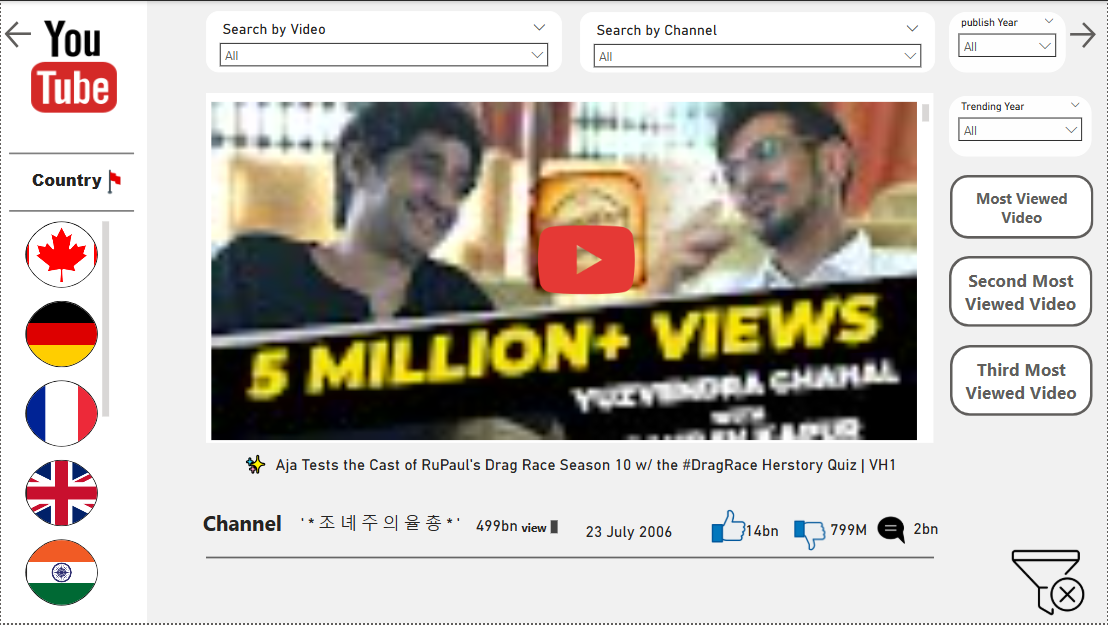 You
Tube
Country
Search by Video
All
Search by Channel
All
publish Year
All
Trending Year
All
Most Viewed
Video
Second Most
Viewed Video
Third Most
Viewed Video
5 MILLION+ VIEWS
YUZVENDRA CHAHAL
WITH
✨ Aja Tests the Cast of RuPaul's Drag Race Season 10 w/ the #DragRace Herstory Quiz | VH1
Channel
'*조녜주의율죵*'
499bn view
23 July 2006
14bn
799M
2bn